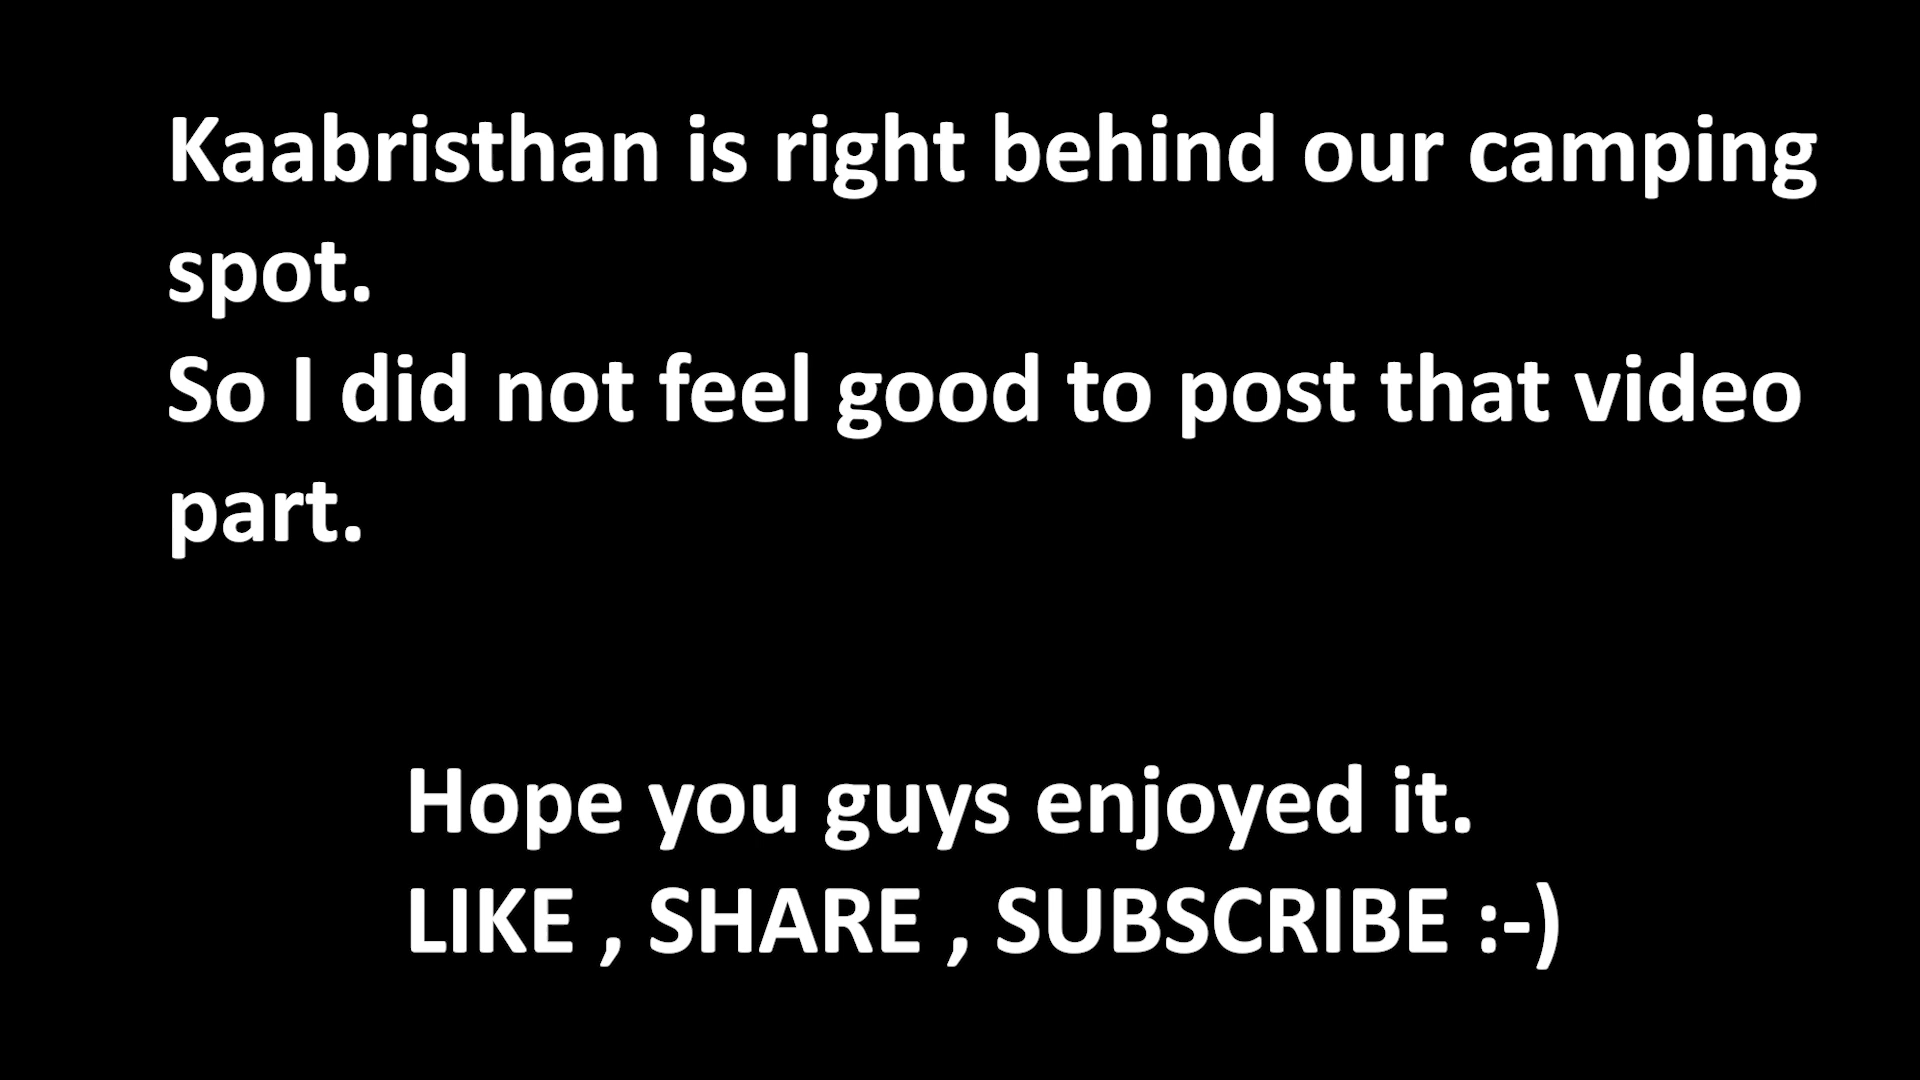 Kaabristhan is right behind our camping
spot.
So I did not feel good to post that video
part.
Hope you guys enjoyed it.
LIKE , SHARE , SUBSCRIBE :-)